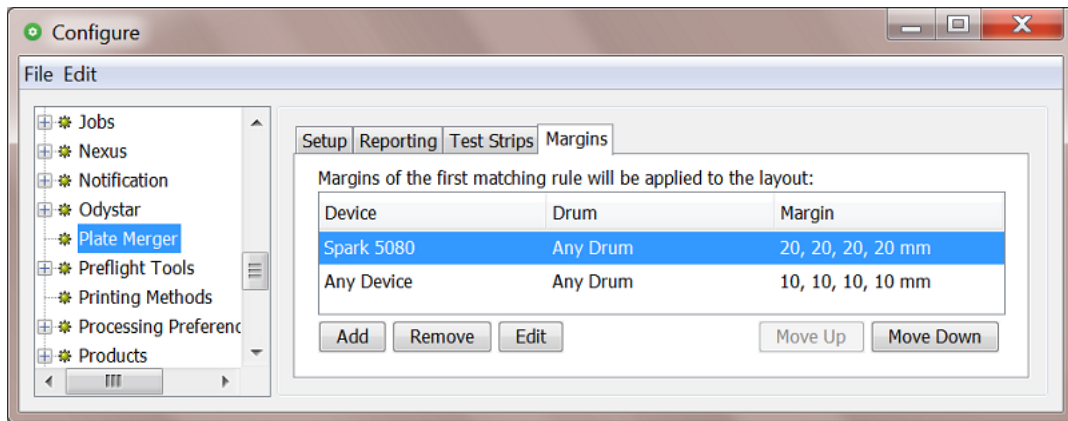 Configure
File Edit
Jobs
Nexus
Notification
Odystar
Plate Merger
Preflight Tools
Printing Methods
Processing Preferenc
Products
Setup Reporting Test Strips Margins
Margins of the first matching rule will be applied to the layout:
Device Drum Margin
Spark 5080 Any Drum 20, 20, 20, 20 mm
Any Device Any Drum 10, 10, 10, 10 mm
Add Remove Edit Move Up Move Down